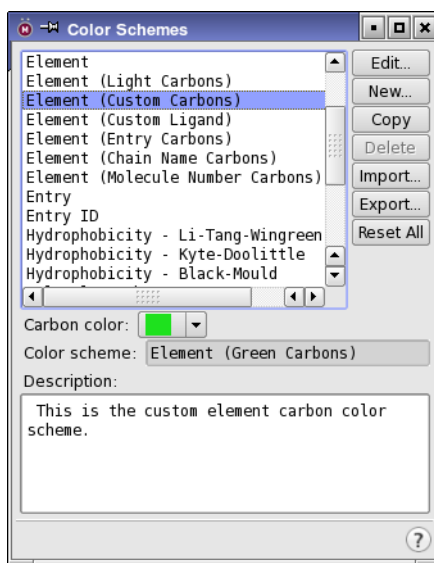 Color Schemes
Element
Element (Light Carbons)
Element (Custom Carbons)
Element (Custom Ligand)
Element (Entry Carbons)
Element (Chain Name Carbons)
Element (Molecule Number Carbons)
Entry
Entry ID
Hydrophobicity - Li-Tang-Wingreen
Hydrophobicity - Kyte-Doolittle
Hydrophobicity - Black-Mould
Edit...
New...
Copy
Delete
Import...
Export...
Reset All
Carbon color:
Color scheme: Element (Green Carbons)
Description:
This is the custom element carbon color
scheme.
?